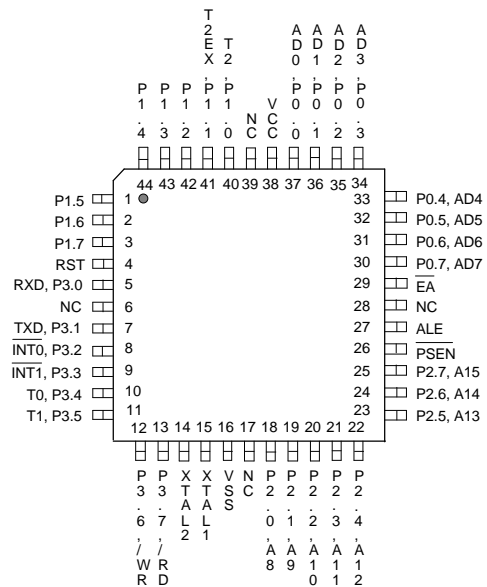 P1.4
P1.3
P1.2
T2EX, P1.1
T2, P1.0
NC
VCC
AD0, P0.0
AD1, P0.1
AD2, P0.2
AD3, P0.3
44 43 42 41 40 39 38 37 36 35 34
P1.5 1
P1.6 2
P1.7 3
RST 4
RXD, P3.0 5
NC 6
TXD, P3.1 7
INT0, P3.2 8
INT1, P3.3 9
T0, P3.4 10
T1, P3.5 11
33 P0.4, AD4
32 P0.5, AD5
31 P0.6, AD6
30 P0.7, AD7
29 EA
28 NC
27 ALE
26 PSEN
25 P2.7, A15
24 P2.6, A14
23 P2.5, A13
12 13 14 15 16 17 18 19 20 21 22
P3.6, /WR
P3.7, /RD
XTAL2
XTAL1
VSS
NC
P2.0, A8
P2.1, A9
P2.2, A10
P2.3, A11
P2.4, A12